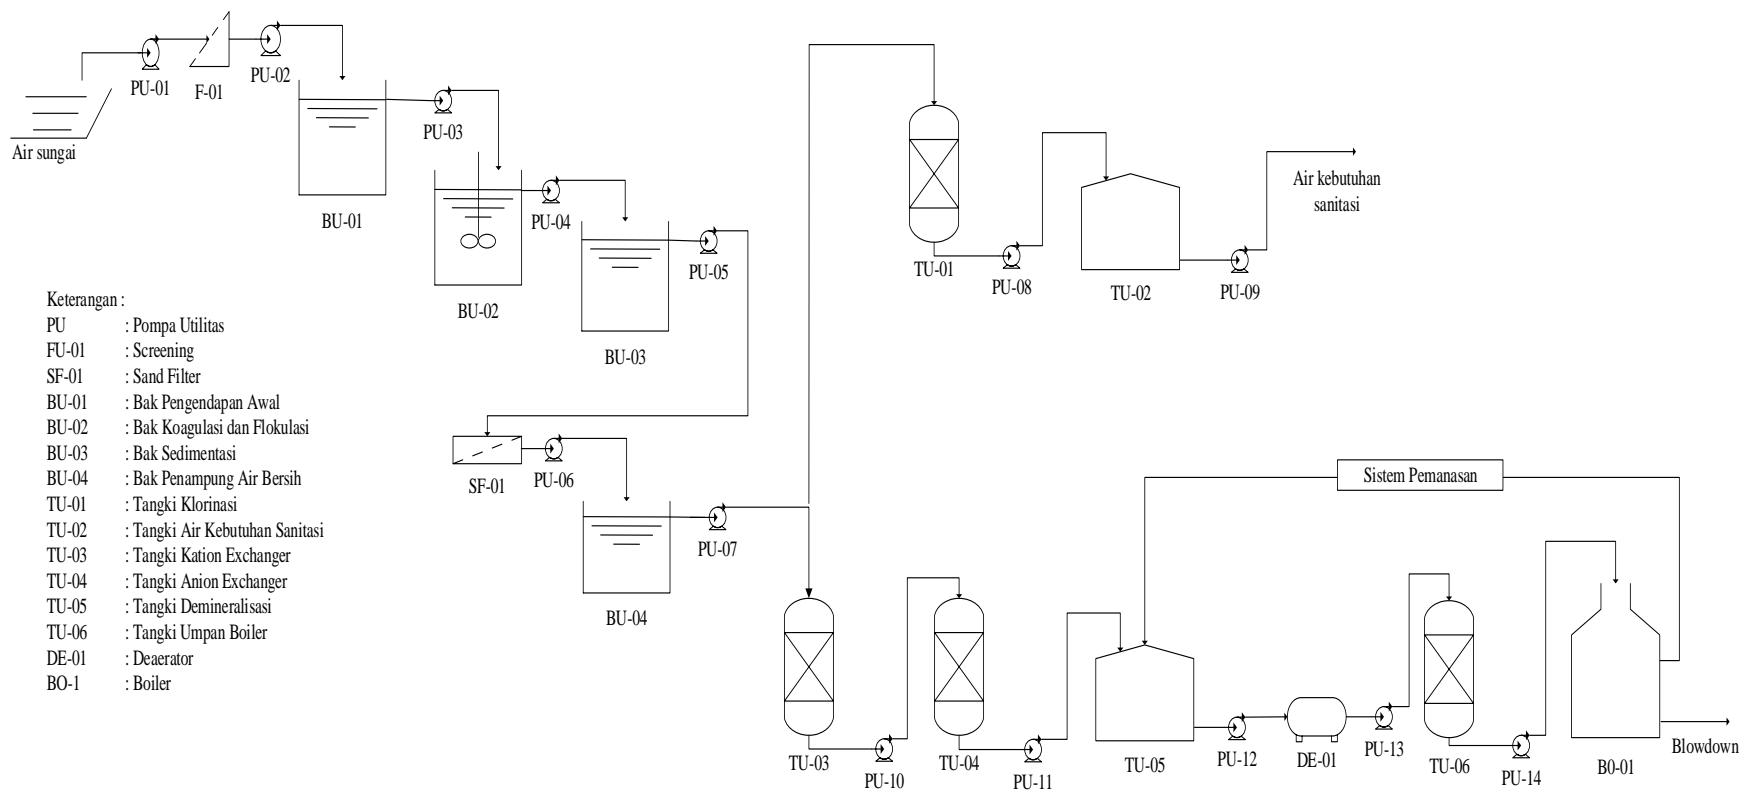 PU-01
F-01
PU-02
Air sungai
BU-01
PU-03
BU-02
PU-04
BU-03
PU-05
SF-01
PU-06
BU-04
PU-07
TU-01
PU-08
TU-02
PU-09
Air kebutuhan
sanitasi
Keterangan :
PU : Pompa Utilitas
FU-01 : Screening
SF-01 : Sand Filter
BU-01 : Bak Pengendapan Awal
BU-02 : Bak Koagulasi dan Flokulasi
BU-03 : Bak Sedimentasi
BU-04 : Bak Penampung Air Bersih
TU-01 : Tangki Klorinasi
TU-02 : Tangki Air Kebutuhan Sanitasi
TU-03 : Tangki Kation Exchanger
TU-04 : Tangki Anion Exchanger
TU-05 : Tangki Demineralisasi
TU-06 : Tangki Umpan Boiler
DE-01 : Deaerator
BO-1 : Boiler
Sistem Pemanasan
TU-03
PU-10
TU-04
PU-11
TU-05
PU-12
DE-01
PU-13
TU-06
PU-14
B0-01
Blowdown